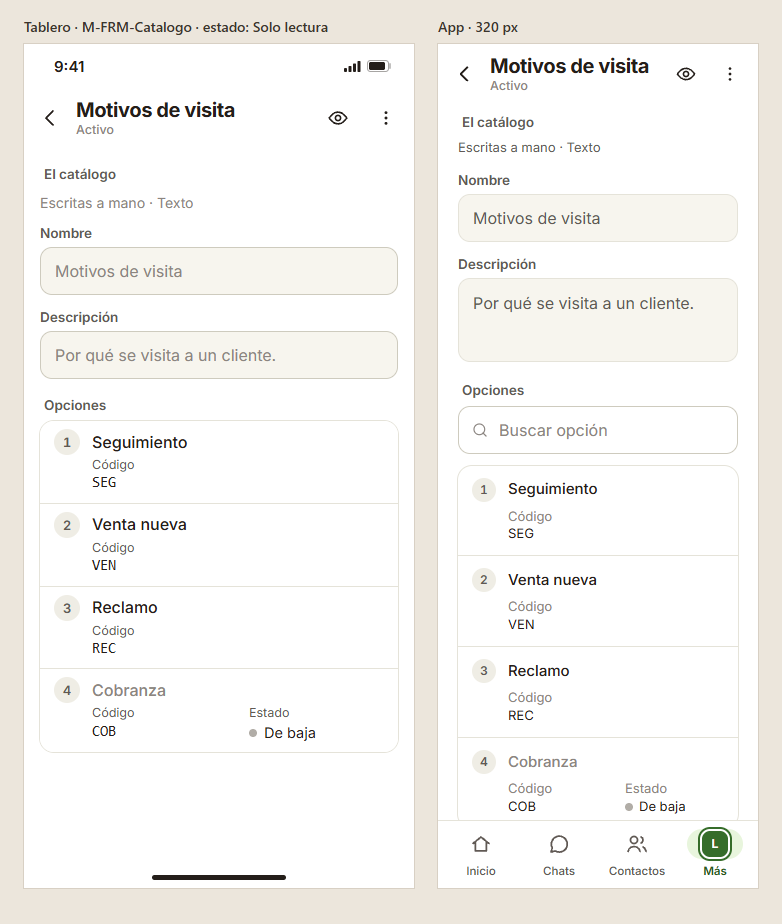 Tablero · M-FRM-Catalogo · estado: Solo lectura
9:41
Motivos de visita
Activo
El catálogo
Escritas a mano · Texto
Nombre
Motivos de visita
Descripción
Por qué se visita a un cliente.
Opciones
1 Seguimiento
Código
SEG
2 Venta nueva
Código
VEN
3 Reclamo
Código
REC
4 Cobranza
Código Estado
COB De baja
App · 320 px
Motivos de visita
Activo
El catálogo
Escritas a mano · Texto
Nombre
Motivos de visita
Descripción
Por qué se visita a un cliente.
Opciones
Buscar opción
1 Seguimiento
Código
SEG
2 Venta nueva
Código
VEN
3 Reclamo
Código
REC
4 Cobranza
Código Estado
COB De baja
L
Inicio Chats Contactos Más